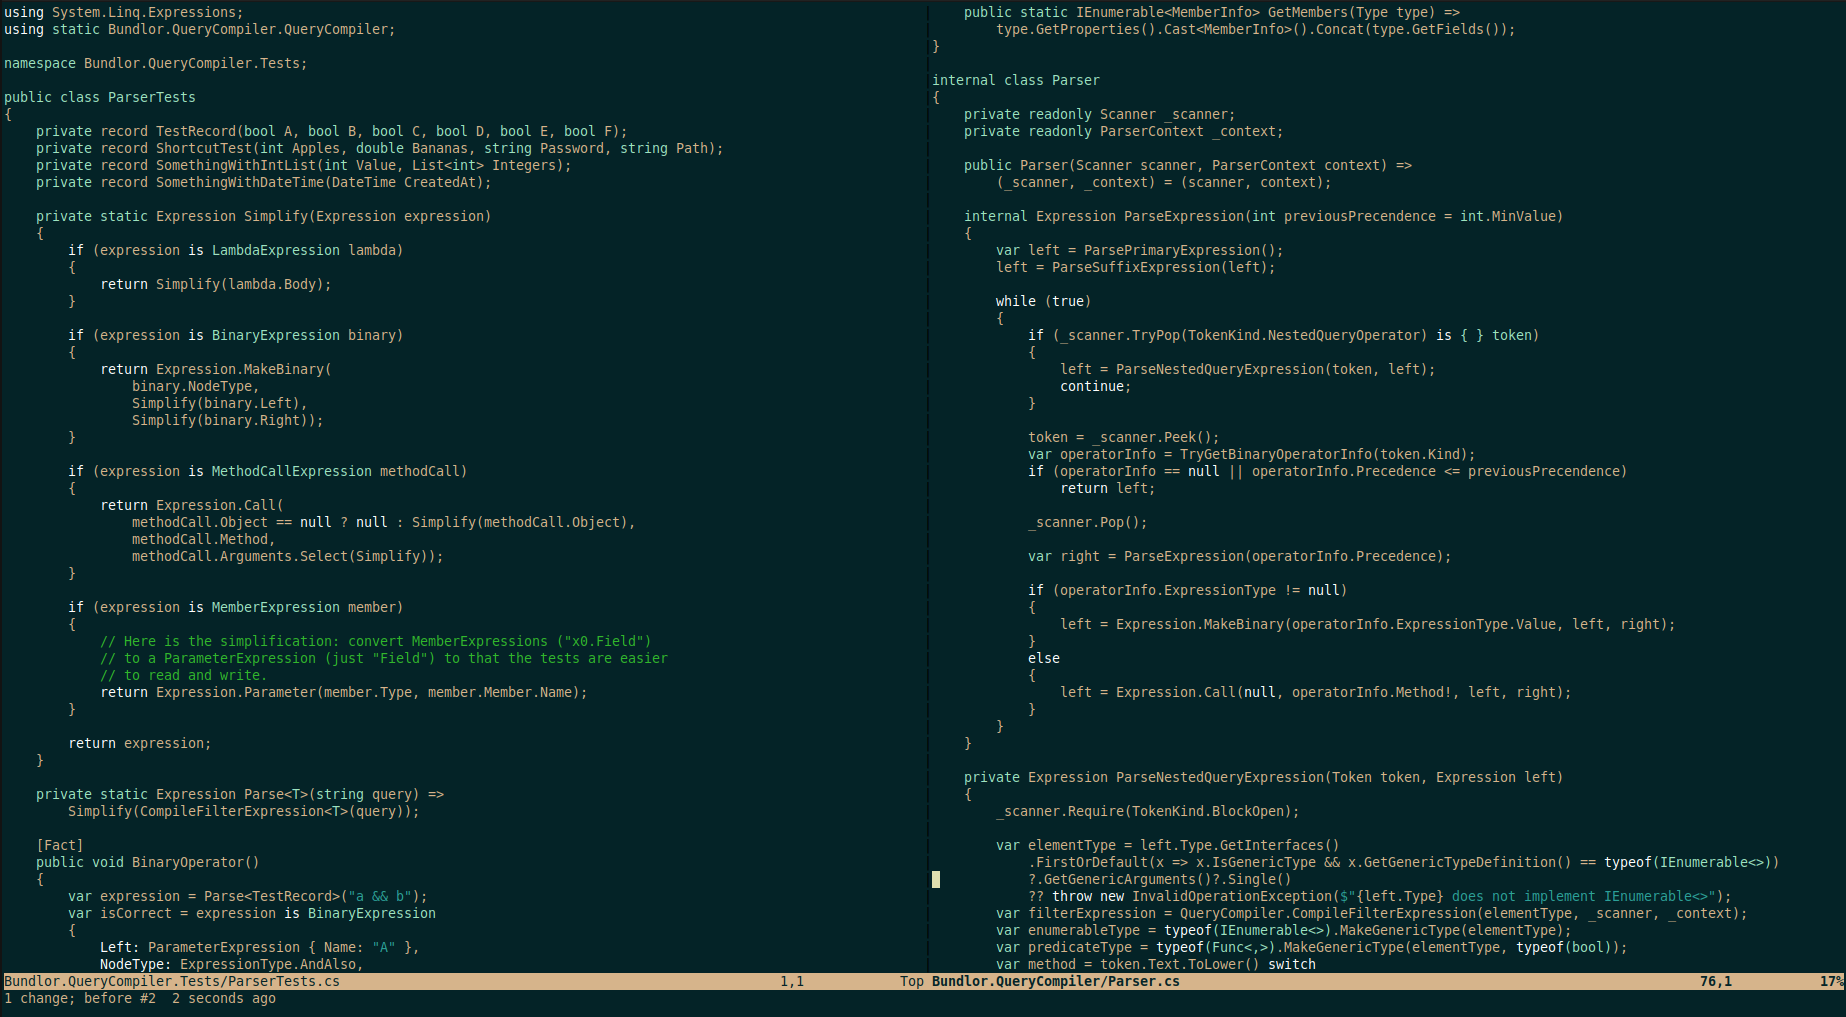 using System.Linq.Expressions;
using static Bundlor.QueryCompiler.QueryCompiler;

namespace Bundlor.QueryCompiler.Tests;

public class ParserTests
{
    private record TestRecord(bool A, bool B, bool C, bool D, bool E, bool F);
    private record ShortcutTest(int Apples, double Bananas, string Password, string Path);
    private record SomethingWithIntList(int Value, List<int> Integers);
    private record SomethingWithDateTime(DateTime CreatedAt);

    private static Expression Simplify(Expression expression)
    {
        if (expression is LambdaExpression lambda)
        {
            return Simplify(lambda.Body);
        }

        if (expression is BinaryExpression binary)
        {
            return Expression.MakeBinary(
                binary.NodeType,
                Simplify(binary.Left),
                Simplify(binary.Right));
        }

        if (expression is MethodCallExpression methodCall)
        {
            return Expression.Call(
                methodCall.Object == null ? null : Simplify(methodCall.Object),
                methodCall.Method,
                methodCall.Arguments.Select(Simplify));
        }

        if (expression is MemberExpression member)
        {
            // Here is the simplification: convert MemberExpressions ("x0.Field")
            // to a ParameterExpression (just "Field") to that the tests are easier
            // to read and write.
            return Expression.Parameter(member.Type, member.Member.Name);
        }

        return expression;
    }

    private static Expression Parse<T>(string query) =>
        Simplify(CompileFilterExpression<T>(query));

    [Fact]
    public void BinaryOperator()
    {
        var expression = Parse<TestRecord>("a && b");
        var isCorrect = expression is BinaryExpression
        {
            Left: ParameterExpression { Name: "A" },
            NodeType: ExpressionType.AndAlso,
Bundlor.QueryCompiler.Tests/ParserTests.cs 1,1 Top
    public static IEnumerable<MemberInfo> GetMembers(Type type) =>
        type.GetProperties().Cast<MemberInfo>().Concat(type.GetFields());
}

internal class Parser
{
    private readonly Scanner _scanner;
    private readonly ParserContext _context;

    public Parser(Scanner scanner, ParserContext context) =>
        (_scanner, _context) = (scanner, context);

    internal Expression ParseExpression(int previousPrecendence = int.MinValue)
    {
        var left = ParsePrimaryExpression();
        left = ParseSuffixExpression(left);

        while (true)
        {
            if (_scanner.TryPop(TokenKind.NestedQueryOperator) is { } token)
            {
                left = ParseNestedQueryExpression(token, left);
                continue;
            }

            token = _scanner.Peek();
            var operatorInfo = TryGetBinaryOperatorInfo(token.Kind);
            if (operatorInfo == null || operatorInfo.Precedence <= previousPrecendence)
                return left;

            _scanner.Pop();

            var right = ParseExpression(operatorInfo.Precedence);

            if (operatorInfo.ExpressionType != null)
            {
                left = Expression.MakeBinary(operatorInfo.ExpressionType.Value, left, right);
            }
            else
            {
                left = Expression.Call(null, operatorInfo.Method!, left, right);
            }
        }
    }

    private Expression ParseNestedQueryExpression(Token token, Expression left)
    {
        _scanner.Require(TokenKind.BlockOpen);

        var elementType = left.Type.GetInterfaces()
            .FirstOrDefault(x => x.IsGenericType && x.GetGenericTypeDefinition() == typeof(IEnumerable<>))
            ?.GetGenericArguments()?.Single()
            ?? throw new InvalidOperationException($"{left.Type} does not implement IEnumerable<>");
        var filterExpression = QueryCompiler.CompileFilterExpression(elementType, _scanner, _context);
        var enumerableType = typeof(IEnumerable<>).MakeGenericType(elementType);
        var predicateType = typeof(Func<,>).MakeGenericType(elementType, typeof(bool));
        var method = token.Text.ToLower() switch
Bundlor.QueryCompiler/Parser.cs 76,1 17%
1 change; before #2  2 seconds ago